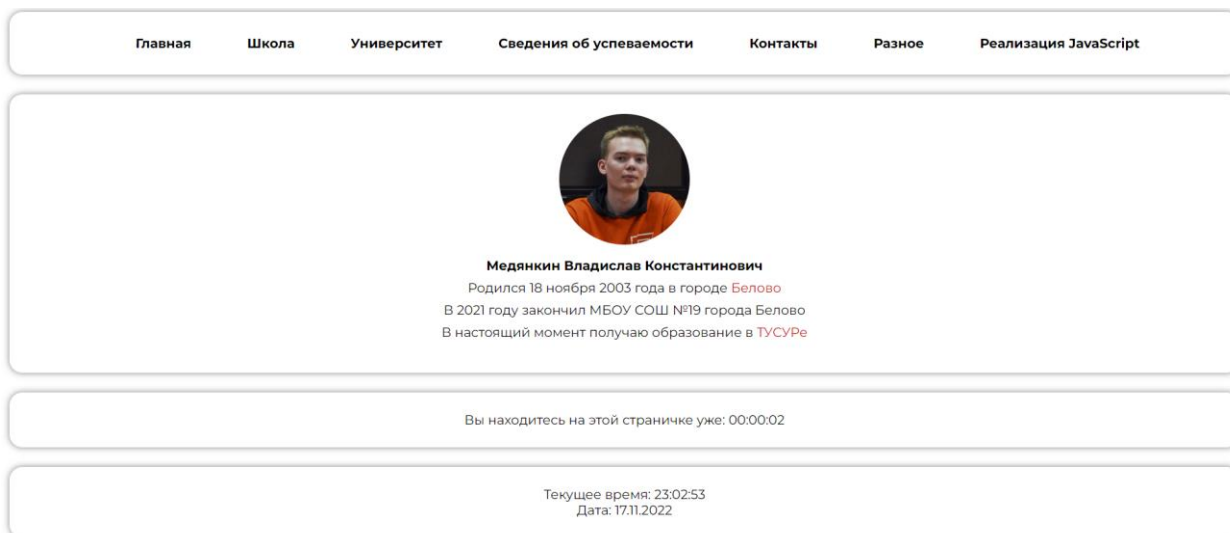 Главная Школа Университет Сведения об успеваемости Контакты Разное Реализация JavaScript
Медянкин Владислав Константинович
Родился 18 ноября 2003 года в городе Белово
В 2021 году закончил МБОУ СОШ №19 города Белово
В настоящий момент получаю образование в ТУСУРе
Вы находитесь на этой страничке уже: 00:00:02
Текущее время: 23:02:53
Дата: 17.11.2022